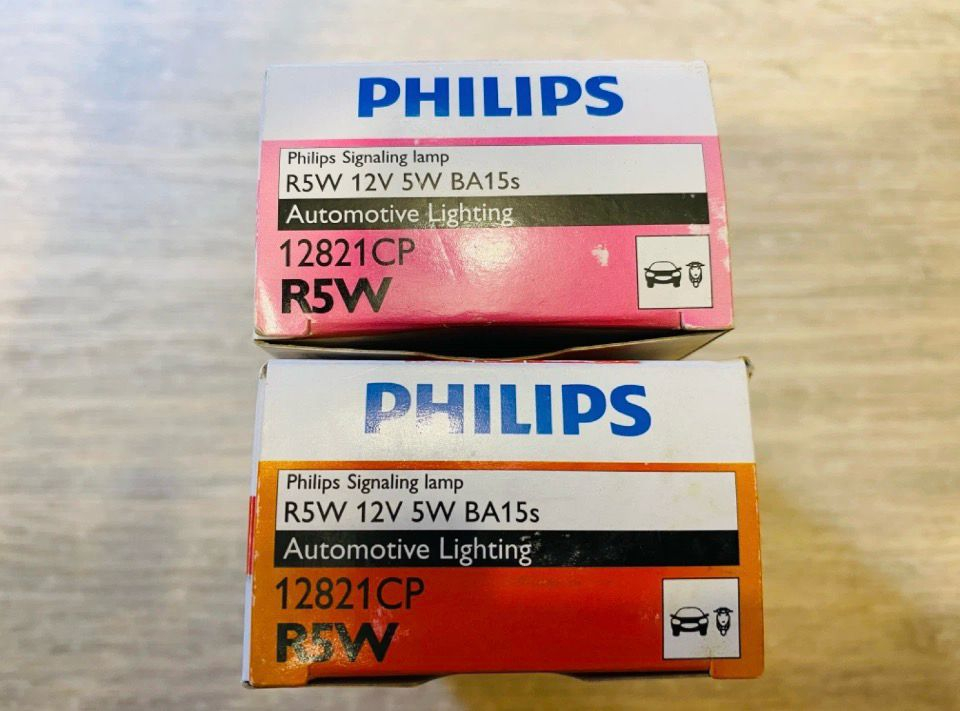 PHILIPS
Philips Signaling lamp
R5W 12V 5W BA15s
Automotive Lighting
12821CP
R5W
PHILIPS
Philips Signaling lamp
R5W 12V 5W BA15s
Automotive Lighting
12821CP
R5W